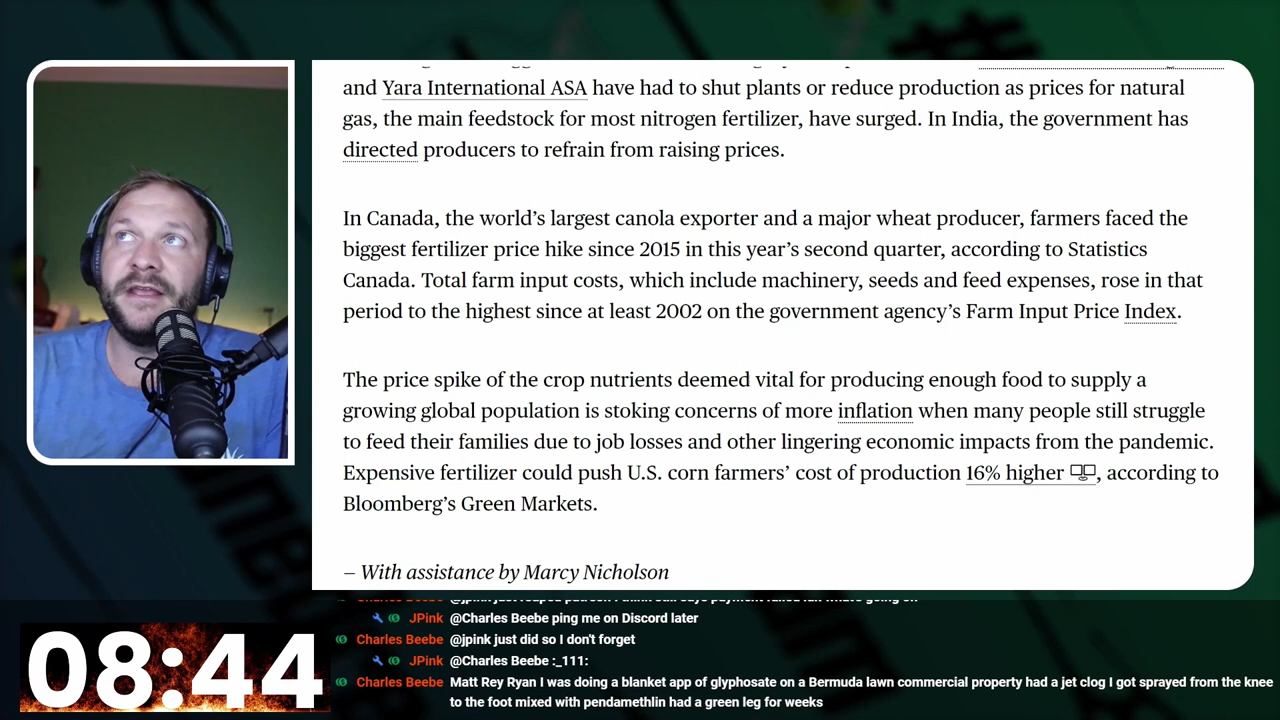 and Yara International ASA have had to shut plants or reduce production as prices for natural
gas, the main feedstock for most nitrogen fertilizer, have surged. In India, the government has
directed producers to refrain from raising prices.
In Canada, the world’s largest canola exporter and a major wheat producer, farmers faced the
biggest fertilizer price hike since 2015 in this year’s second quarter, according to Statistics
Canada. Total farm input costs, which include machinery, seeds and feed expenses, rose in that
period to the highest since at least 2002 on the government agency’s Farm Input Price Index.
The price spike of the crop nutrients deemed vital for producing enough food to supply a
growing global population is stoking concerns of more inflation when many people still struggle
to feed their families due to job losses and other lingering economic impacts from the pandemic.
Expensive fertilizer could push U.S. corn farmers’ cost of production 16% higher, according to
Bloomberg’s Green Markets.
– With assistance by Marcy Nicholson
JPink @Charles Beebe ping me on Discord later
Charles Beebe @jpink just did so I don't forget
JPink @Charles Beebe :_111:
Charles Beebe Matt Rey Ryan I was doing a blanket app of glyphosate on a Bermuda lawn commercial property had a jet clog I got sprayed from the knee
to the foot mixed with pendamethlin had a green leg for weeks
08:44